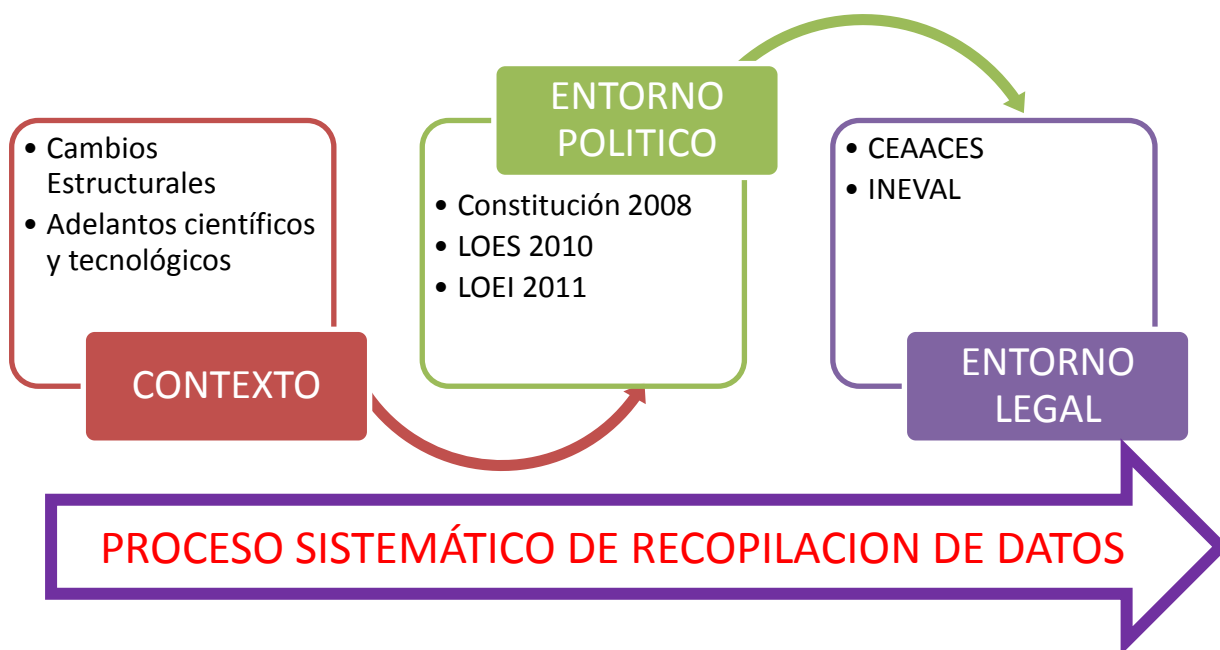 • Cambios
Estructurales
• Adelantos científicos
y tecnológicos
CONTEXTO
ENTORNO
POLITICO
• Constitución 2008
• LOES 2010
• LOEI 2011
• CEAACES
• INEVAL
ENTORNO
LEGAL
PROCESO SISTEMÁTICO DE RECOPILACION DE DATOS